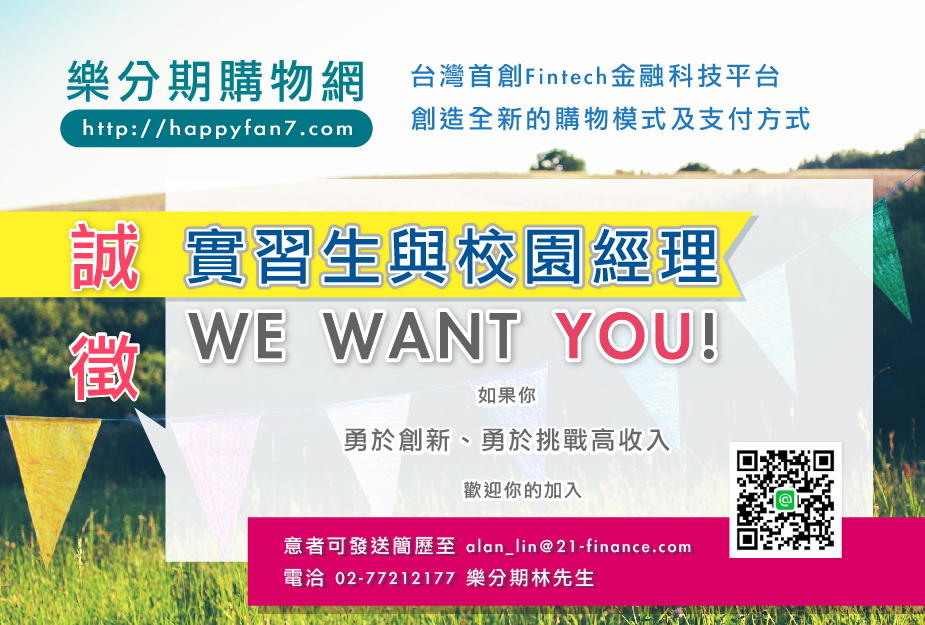 樂分期購物網
http://happyfan7.com
台灣首創Fintech金融科技平台
創造全新的購物模式及支付方式
誠徵
實習生與校園經理
WE WANT YOU!
如果你
勇於創新、勇於挑戰高收入
歡迎你的加入
意者可發送簡歷至 alan_lin@21-finance.com
電洽 02-77212177 樂分期林先生